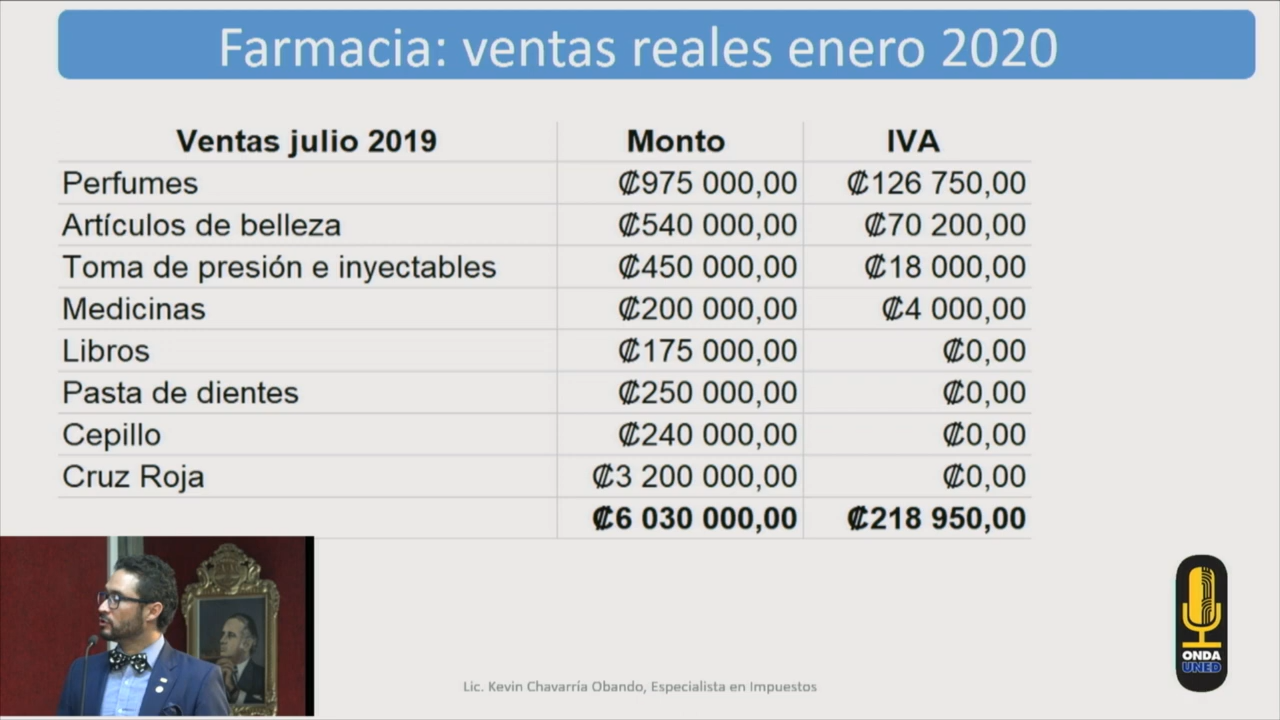 Farmacia: ventas reales enero 2020
Ventas julio 2019 Monto IVA
Perfumes ₡975 000,00 ₡126 750,00
Artículos de belleza ₡540 000,00 ₡70 200,00
Toma de presión e inyectables ₡450 000,00 ₡18 000,00
Medicinas ₡200 000,00 ₡4 000,00
Libros ₡175 000,00 ₡0,00
Pasta de dientes ₡250 000,00 ₡0,00
Cepillo ₡240 000,00 ₡0,00
Cruz Roja ₡3 200 000,00 ₡0,00
₡6 030 000,00 ₡218 950,00
ONDA
UNED
Lic. Kevin Chavarría Obando, Especialista en Impuestos